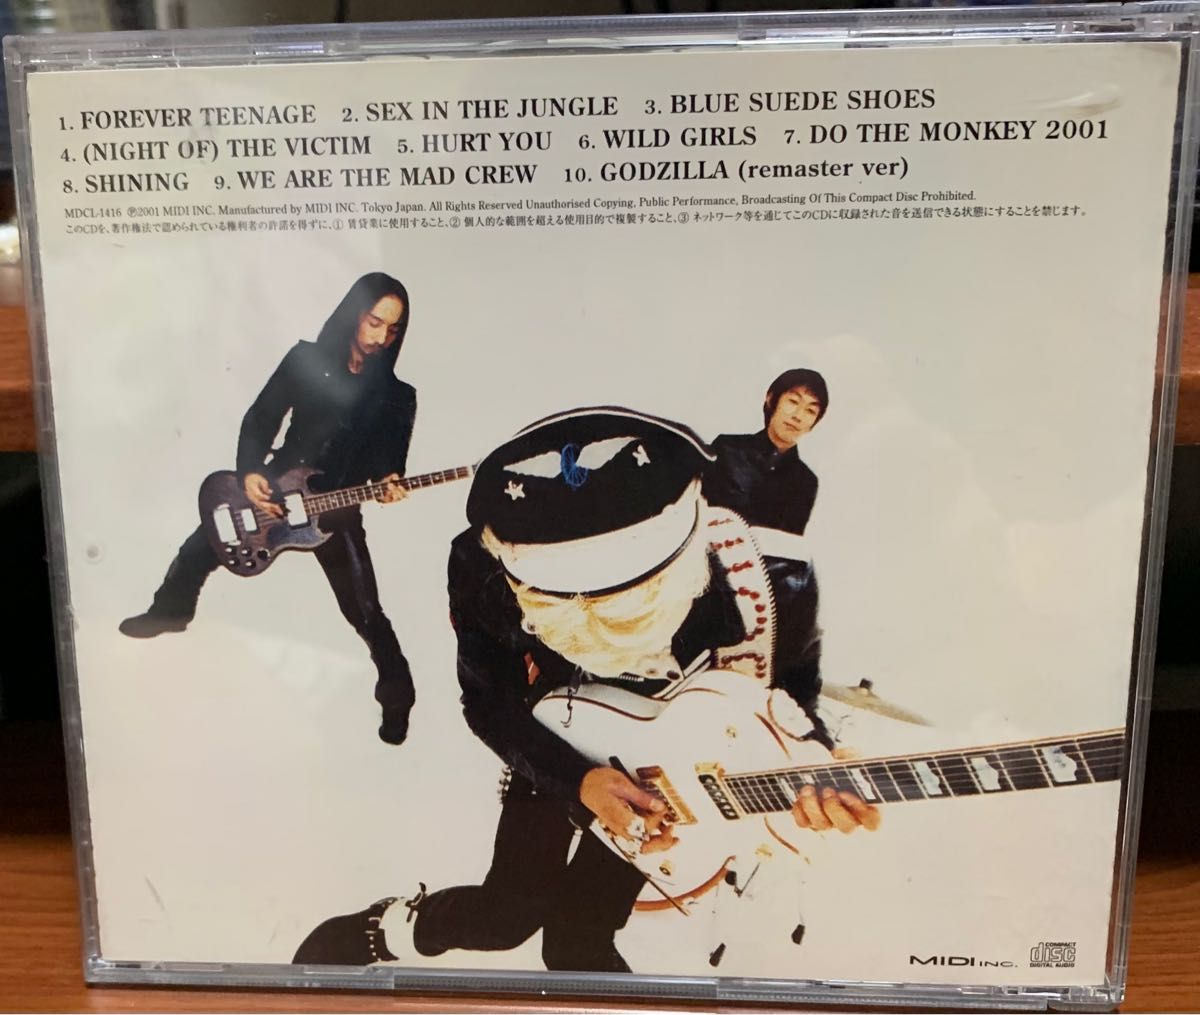 1. FOREVER TEENAGE 2. SEX IN THE JUNGLE 3. BLUE SUEDE SHOES
4. (NIGHT OF) THE VICTIM 5. HURT YOU 6. WILD GIRLS 7. DO THE MONKEY 2001
8. SHINING 9. WE ARE THE MAD CREW 10. GODZILLA (remaster ver)
MDCL-1416 ℗2001 MIDI INC. Manufactured by MIDI INC. Tokyo Japan. All Rights Reserved Unauthorised Copying, Public Performance, Broadcasting Of This Compact Disc Prohibited.
このCDを、著作権法で認められている権利者の許諾を得ずに、① 賃貸業に使用すること、② 個人的な範囲を超える使用目的で複製すること、③ ネットワーク等を通じてこのCDに収録された音を送信できる状態にすることを禁じます。
MIDI INC.
COMPACT
disc
DIGITAL AUDIO